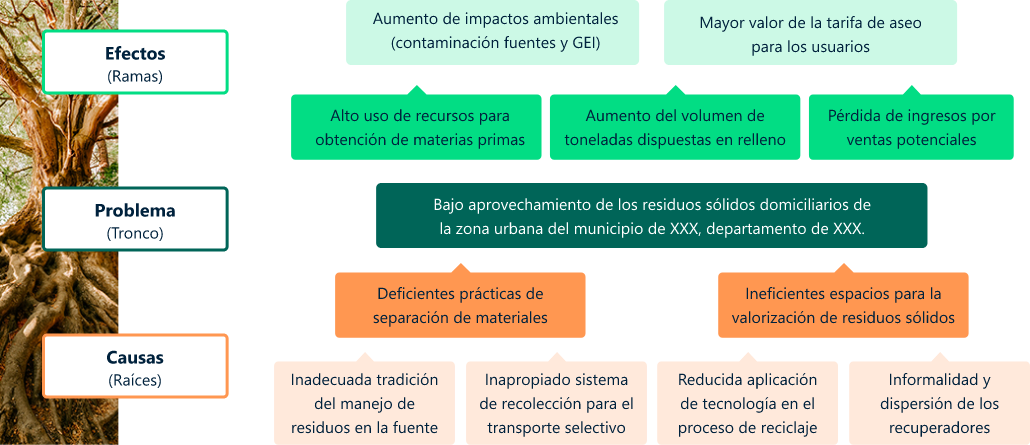 Efectos
(Ramas)
Aumento de impactos ambientales
(contaminación fuentes y GEI)
Mayor valor de la tarifa de aseo
para los usuarios
Alto uso de recursos para
obtención de materias primas
Aumento del volumen de
toneladas dispuestas en relleno
Pérdida de ingresos por
ventas potenciales
Problema
(Tronco)
Bajo aprovechamiento de los residuos sólidos domiciliarios de
la zona urbana del municipio de XXX, departamento de XXX.
Causas
(Raíces)
Deficientes prácticas de
separación de materiales
Ineficientes espacios para la
valorización de residuos sólidos
Inadecuada tradición
del manejo de
residuos en la fuente
Inapropiado sistema
de recolección para el
transporte selectivo
Reducida aplicación
de tecnología en el
proceso de reciclaje
Informalidad y
dispersión de los
recuperadores